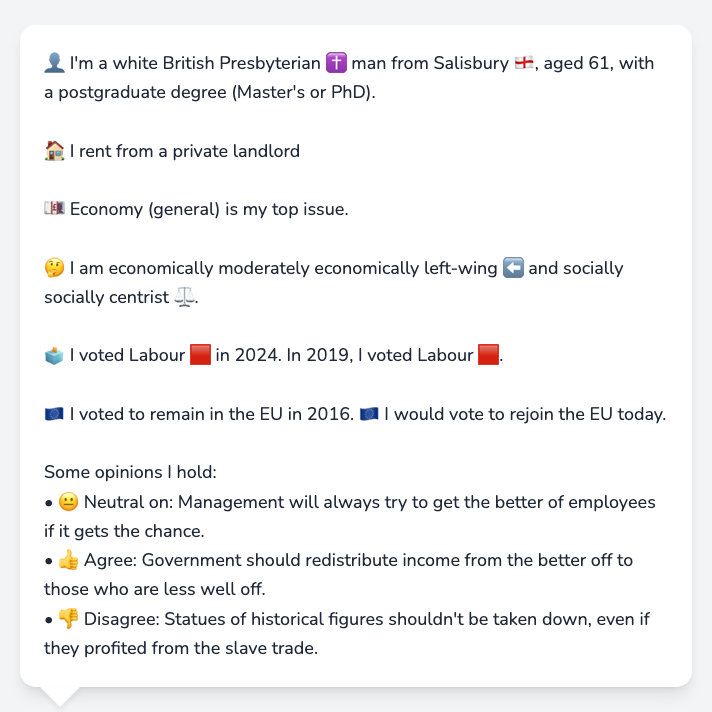 👤 I'm a white British Presbyterian ✝️ man from Salisbury 🏴󠁧󠁢󠁥󠁮󠁧󠁿, aged 61, with
a postgraduate degree (Master's or PhD).
🏠 I rent from a private landlord
💷 Economy (general) is my top issue.
🤔 I am economically moderately economically left-wing ⬅️ and socially
socially centrist ⚖️.
🗳️ I voted Labour 🟥 in 2024. In 2019, I voted Labour 🟥.
🇪🇺 I voted to remain in the EU in 2016. 🇪🇺 I would vote to rejoin the EU today.
Some opinions I hold:
• 😐 Neutral on: Management will always try to get the better of employees
if it gets the chance.
• 👍 Agree: Government should redistribute income from the better off to
those who are less well off.
• 👎 Disagree: Statues of historical figures shouldn't be taken down, even if
they profited from the slave trade.